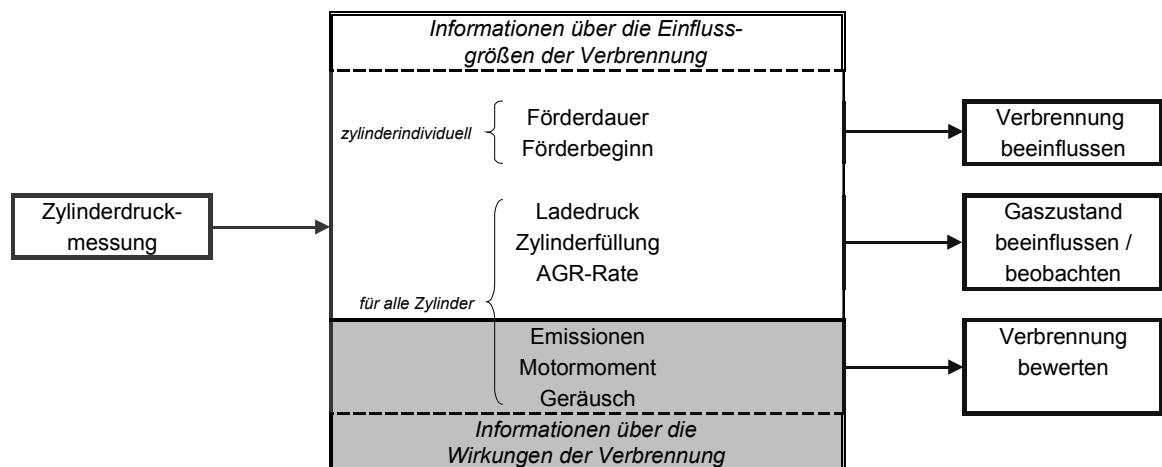 Informationen über die Einfluss-
größen der Verbrennung
zylinderindividuell
Förderdauer
Förderbeginn
Verbrennung
beeinflussen
Zylinderdruck-
messung
Ladedruck
Zylinderfüllung
AGR-Rate
Gaszustand
beeinflussen /
beobachten
für alle Zylinder
Emissionen
Motormoment
Geräusch
Verbrennung
bewerten
Informationen über die
Wirkungen der Verbrennung